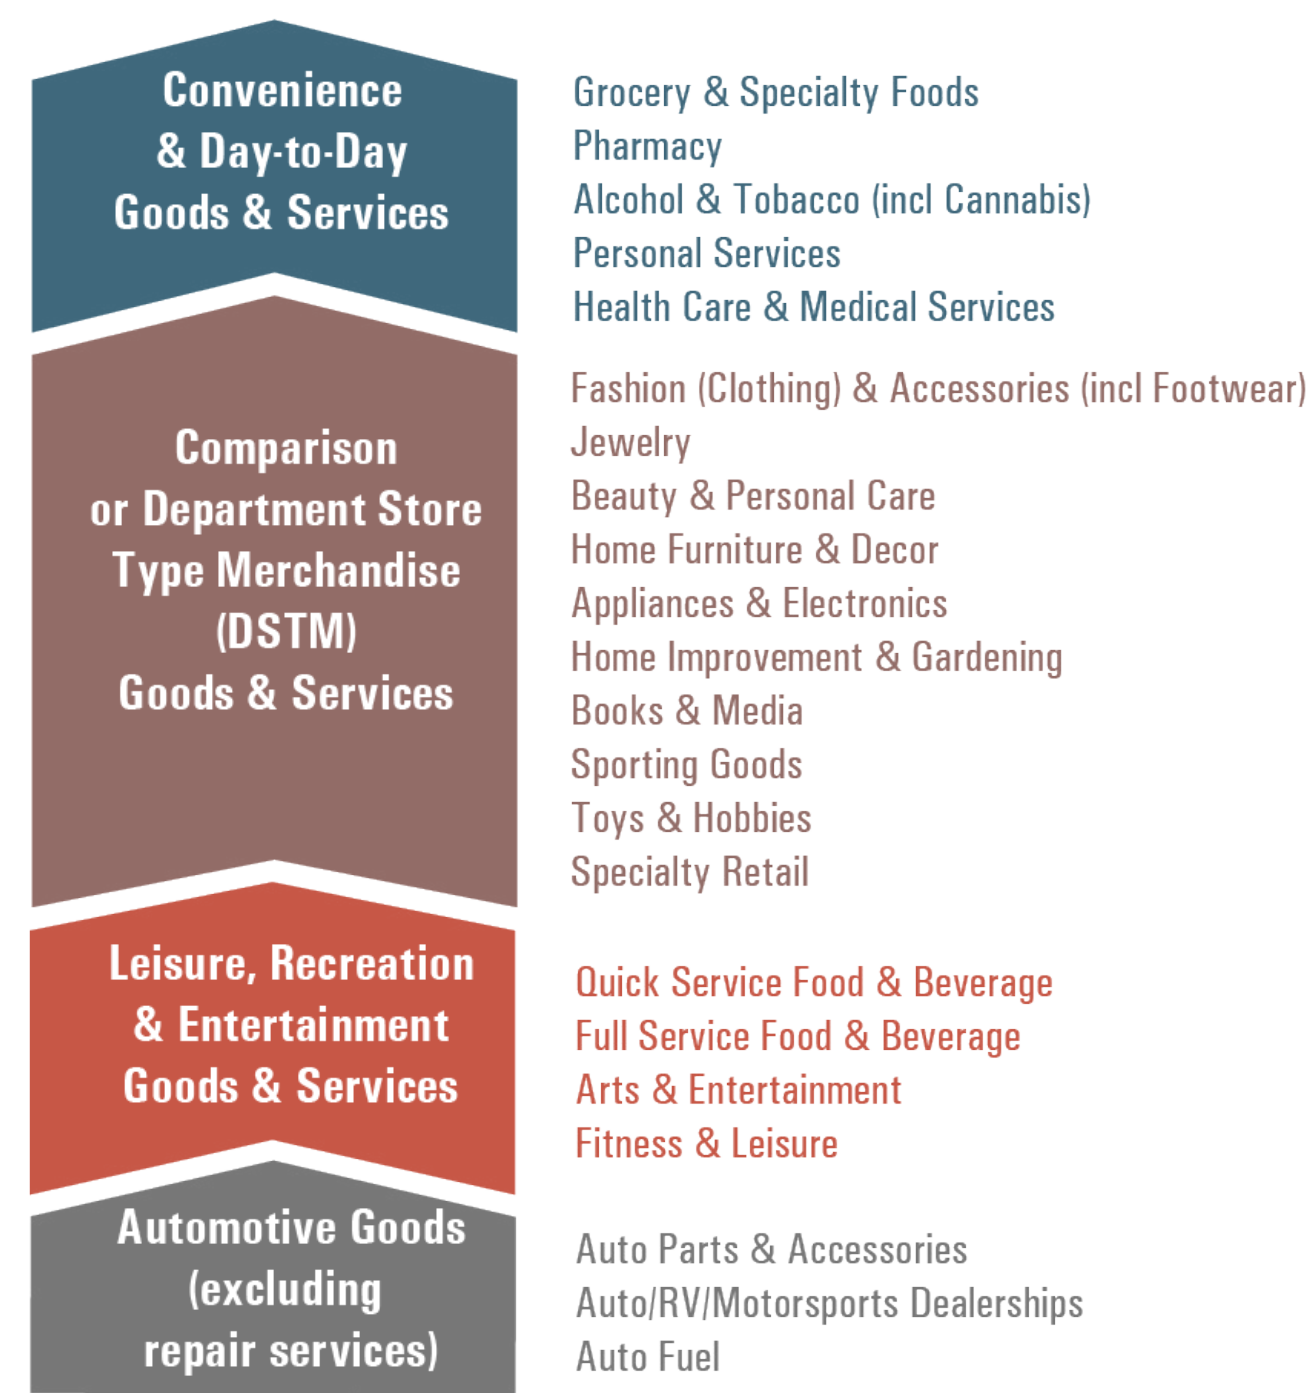 Convenience
& Day-to-Day
Goods & Services
Grocery & Specialty Foods
Pharmacy
Alcohol & Tobacco (incl Cannabis)
Personal Services
Health Care & Medical Services
Comparison
or Department Store
Type Merchandise
(DSTM)
Goods & Services
Fashion (Clothing) & Accessories (incl Footwear)
Jewelry
Beauty & Personal Care
Home Furniture & Decor
Appliances & Electronics
Home Improvement & Gardening
Books & Media
Sporting Goods
Toys & Hobbies
Specialty Retail
Leisure, Recreation
& Entertainment
Goods & Services
Quick Service Food & Beverage
Full Service Food & Beverage
Arts & Entertainment
Fitness & Leisure
Automotive Goods
(excluding
repair services)
Auto Parts & Accessories
Auto/RV/Motorsports Dealerships
Auto Fuel